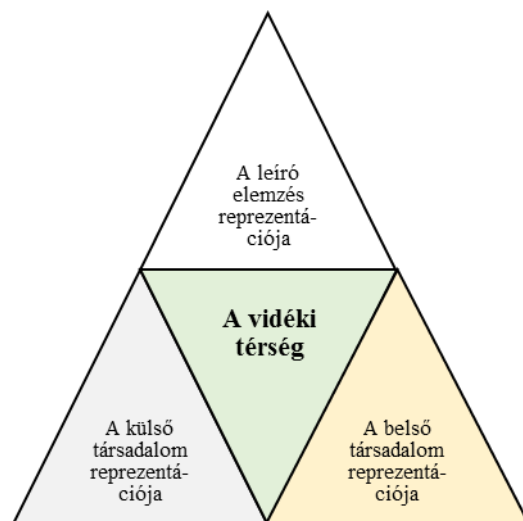 A leíró
elemzés
reprezentá-
ciója
A vidéki
térség
A külső
társadalom
reprezentá-
ciója
A belső
társadalom
reprezentá-
ciója